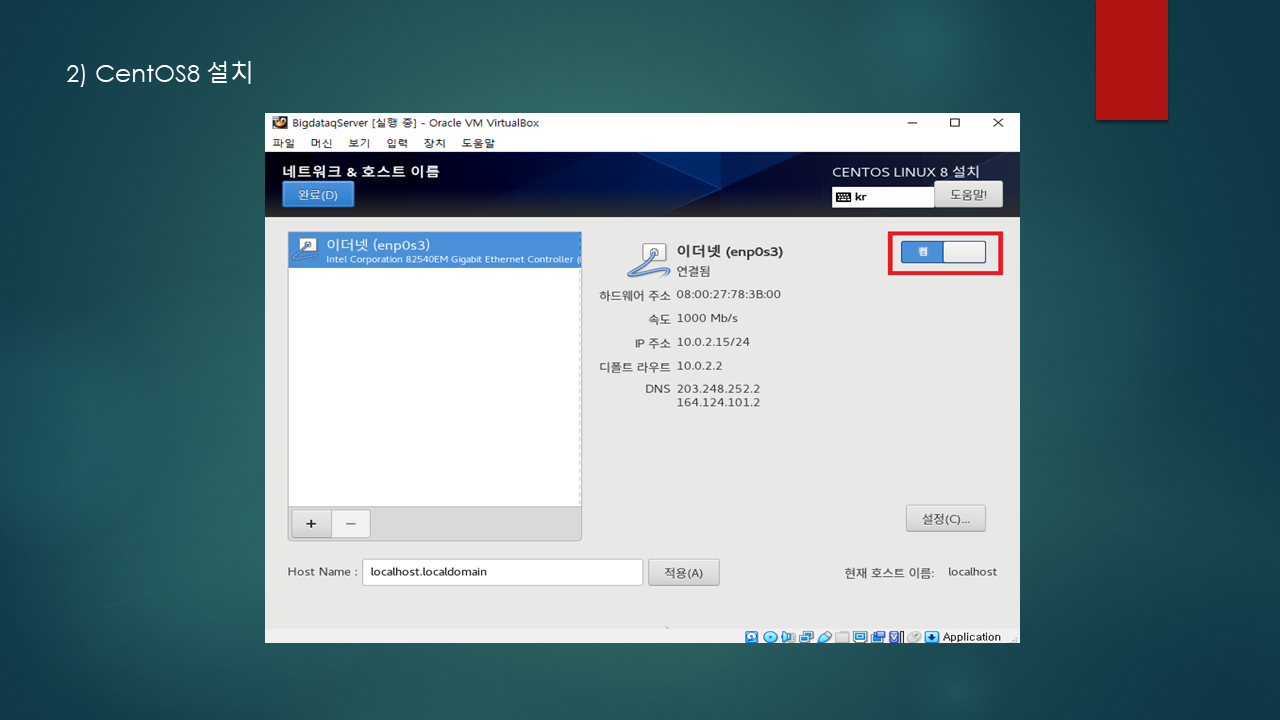 2) CentOS8 설치
BigdataqServer [실행 중] - Oracle VM VirtualBox
파일 머신 보기 입력 장치 도움말
네트워크 & 호스트 이름
CENTOS LINUX 8 설치
완료(D)
kr
도움말!
이더넷 (enp0s3)
Intel Corporation 82540EM Gigabit Ethernet Controller (
이더넷 (enp0s3)
연결됨
켬
하드웨어 주소 08:00:27:78:3B:00
속도 1000 Mb/s
IP 주소 10.0.2.15/24
디폴트 라우트 10.0.2.2
DNS 203.248.252.2
164.124.101.2
+ −
설정(C)...
Host Name : localhost.localdomain 적용(A) 현재 호스트 이름: localhost
Application